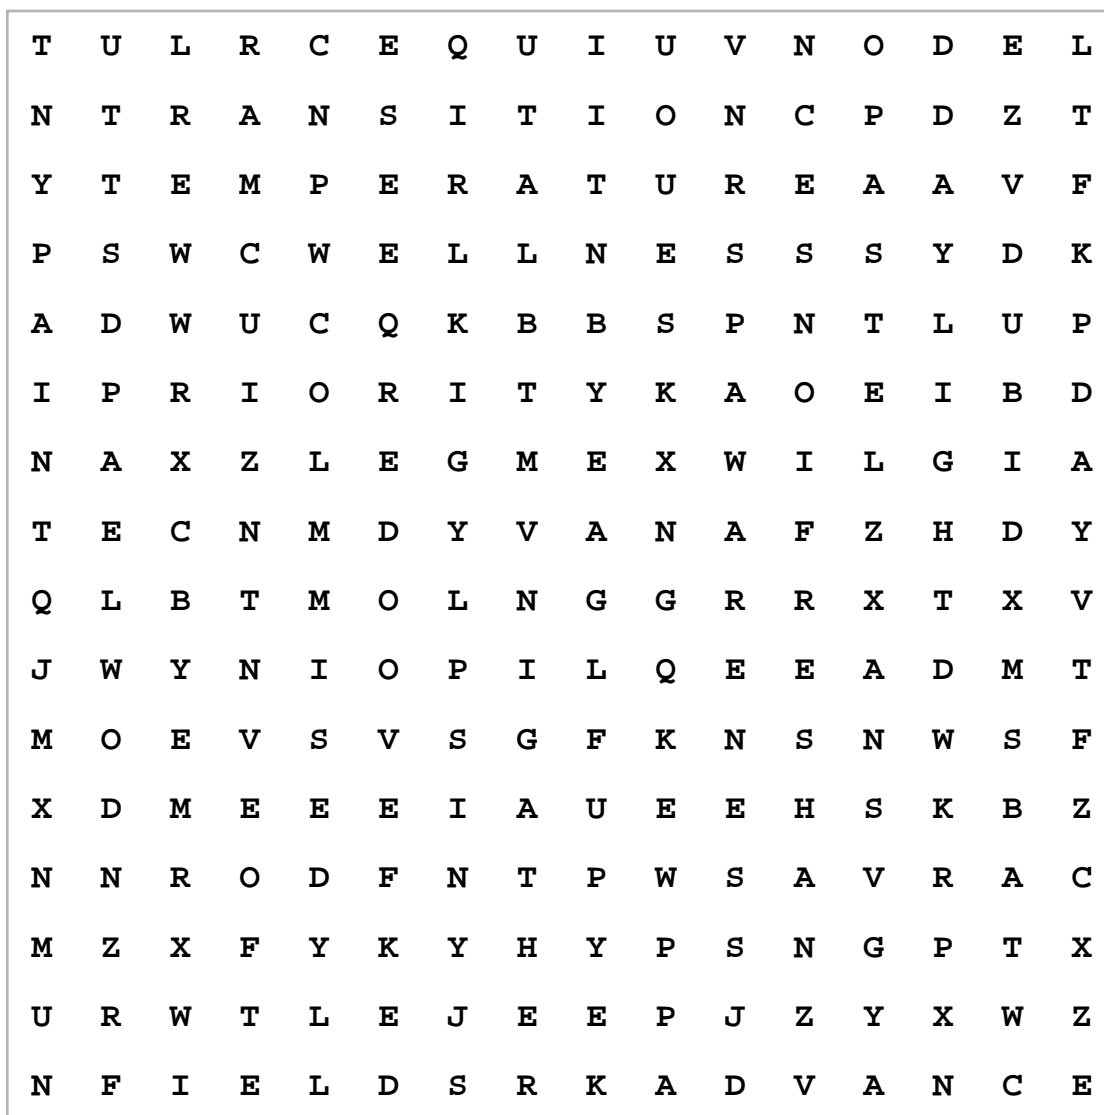 T U L R C E Q U I U V N O D E L
N T R A N S I T I O N C P D Z T
Y T E M P E R A T U R E A A V F
P S W C W E L L N E S S S Y D K
A D W U C Q K B B S P N T L U P
I P R I O R I T Y K A O E I B D
N A X Z L E G M E X W I L G I A
T E C N M D Y V A N A F Z H D Y
Q L B T M O L N G G R R X T X V
J W Y N I O P I L Q E E A D M T
M O E V S V S G F K N S N W S F
X D M E E E I A U E E H S K B Z
N N R O D F N T P W S A V R A C
M Z X F Y K Y H Y P S N G P T X
U R W T L E J E E P J Z Y X W Z
N F I E L D S R K A D V A N C E